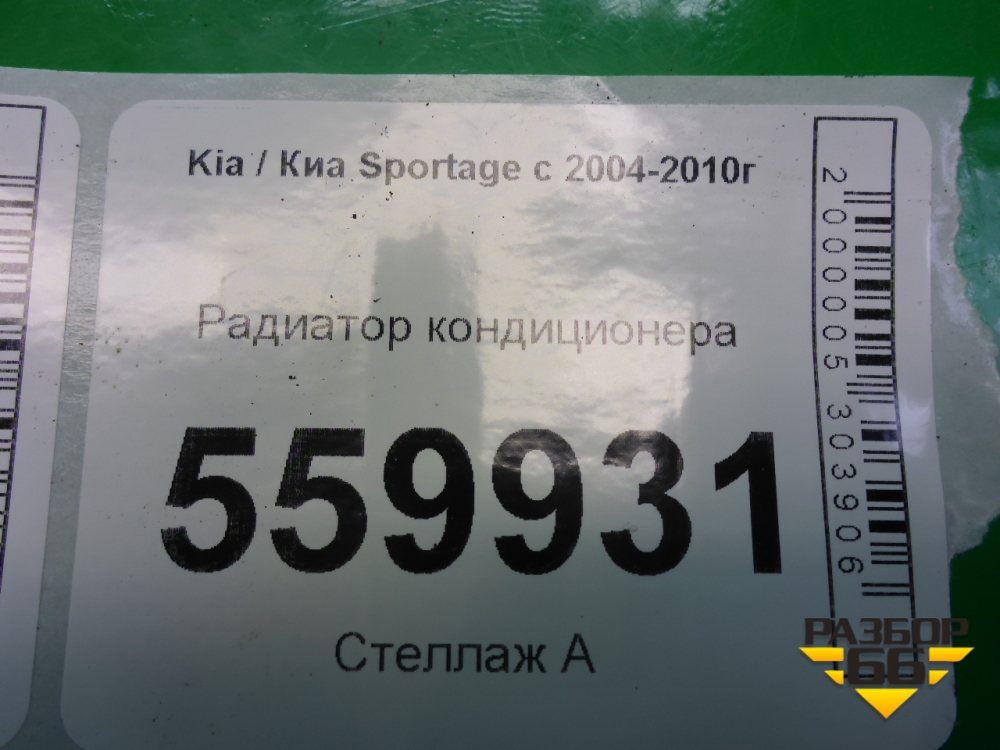 Kia / Киа Sportage с 2004-2010г
Радиатор кондиционера
559931
Стеллаж А
2000005303906
РАЗБОР
66